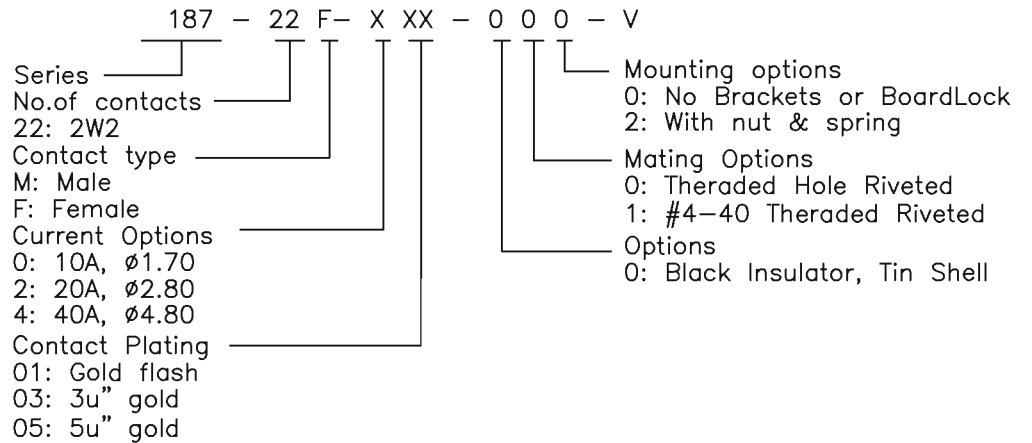 187 - 22 F- X XX - 0 0 0 - V
Series
No.of contacts
22: 2W2
Contact type
M: Male
F: Female
Current Options
0: 10A, ø1.70
2: 20A, ø2.80
4: 40A, ø4.80
Contact Plating
01: Gold flash
03: 3u" gold
05: 5u" gold
Mounting options
0: No Brackets or BoardLock
2: With nut & spring
Mating Options
0: Theraded Hole Riveted
1: #4-40 Theraded Riveted
Options
0: Black Insulator, Tin Shell